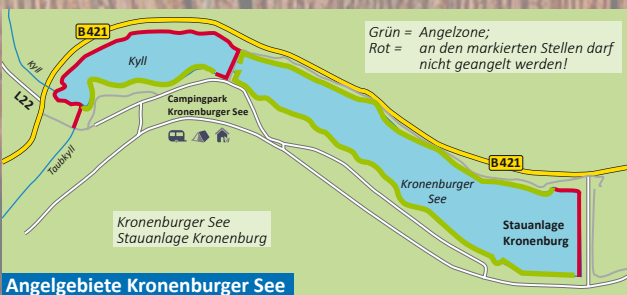 B421
Grün = Angelzone;
Rot = an den markierten Stellen darf
nicht geangelt werden!
Kyll
Kyll
L22
Campingpark
Kronenburger See
Taubkyll
B421
Kronenburger
See
Stauanlage
Kronenburg
Kronenburger See
Stauanlage Kronenburg
Angelgebiete Kronenburger See